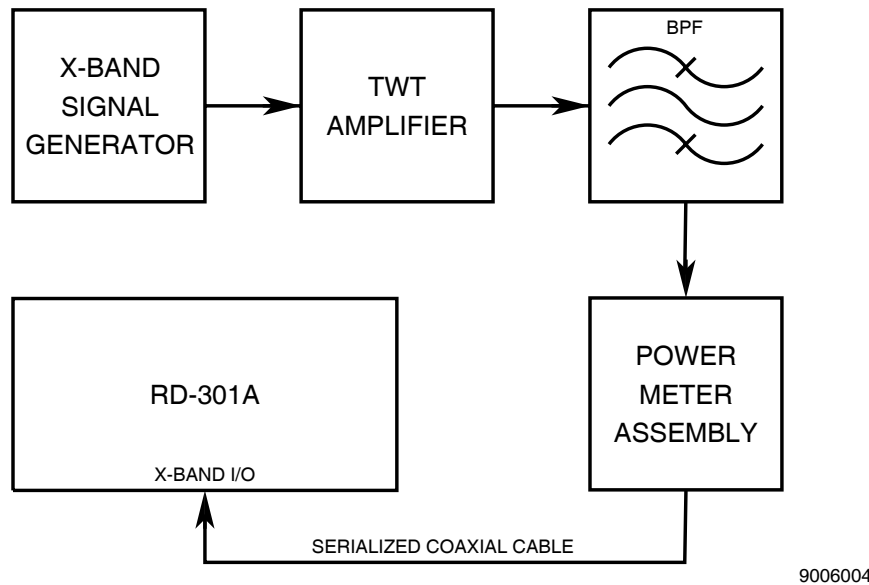 X-BAND
SIGNAL
GENERATOR
TWT
AMPLIFIER
BPF
POWER
METER
ASSEMBLY
RD-301A
X-BAND I/O
SERIALIZED COAXIAL CABLE
9006004